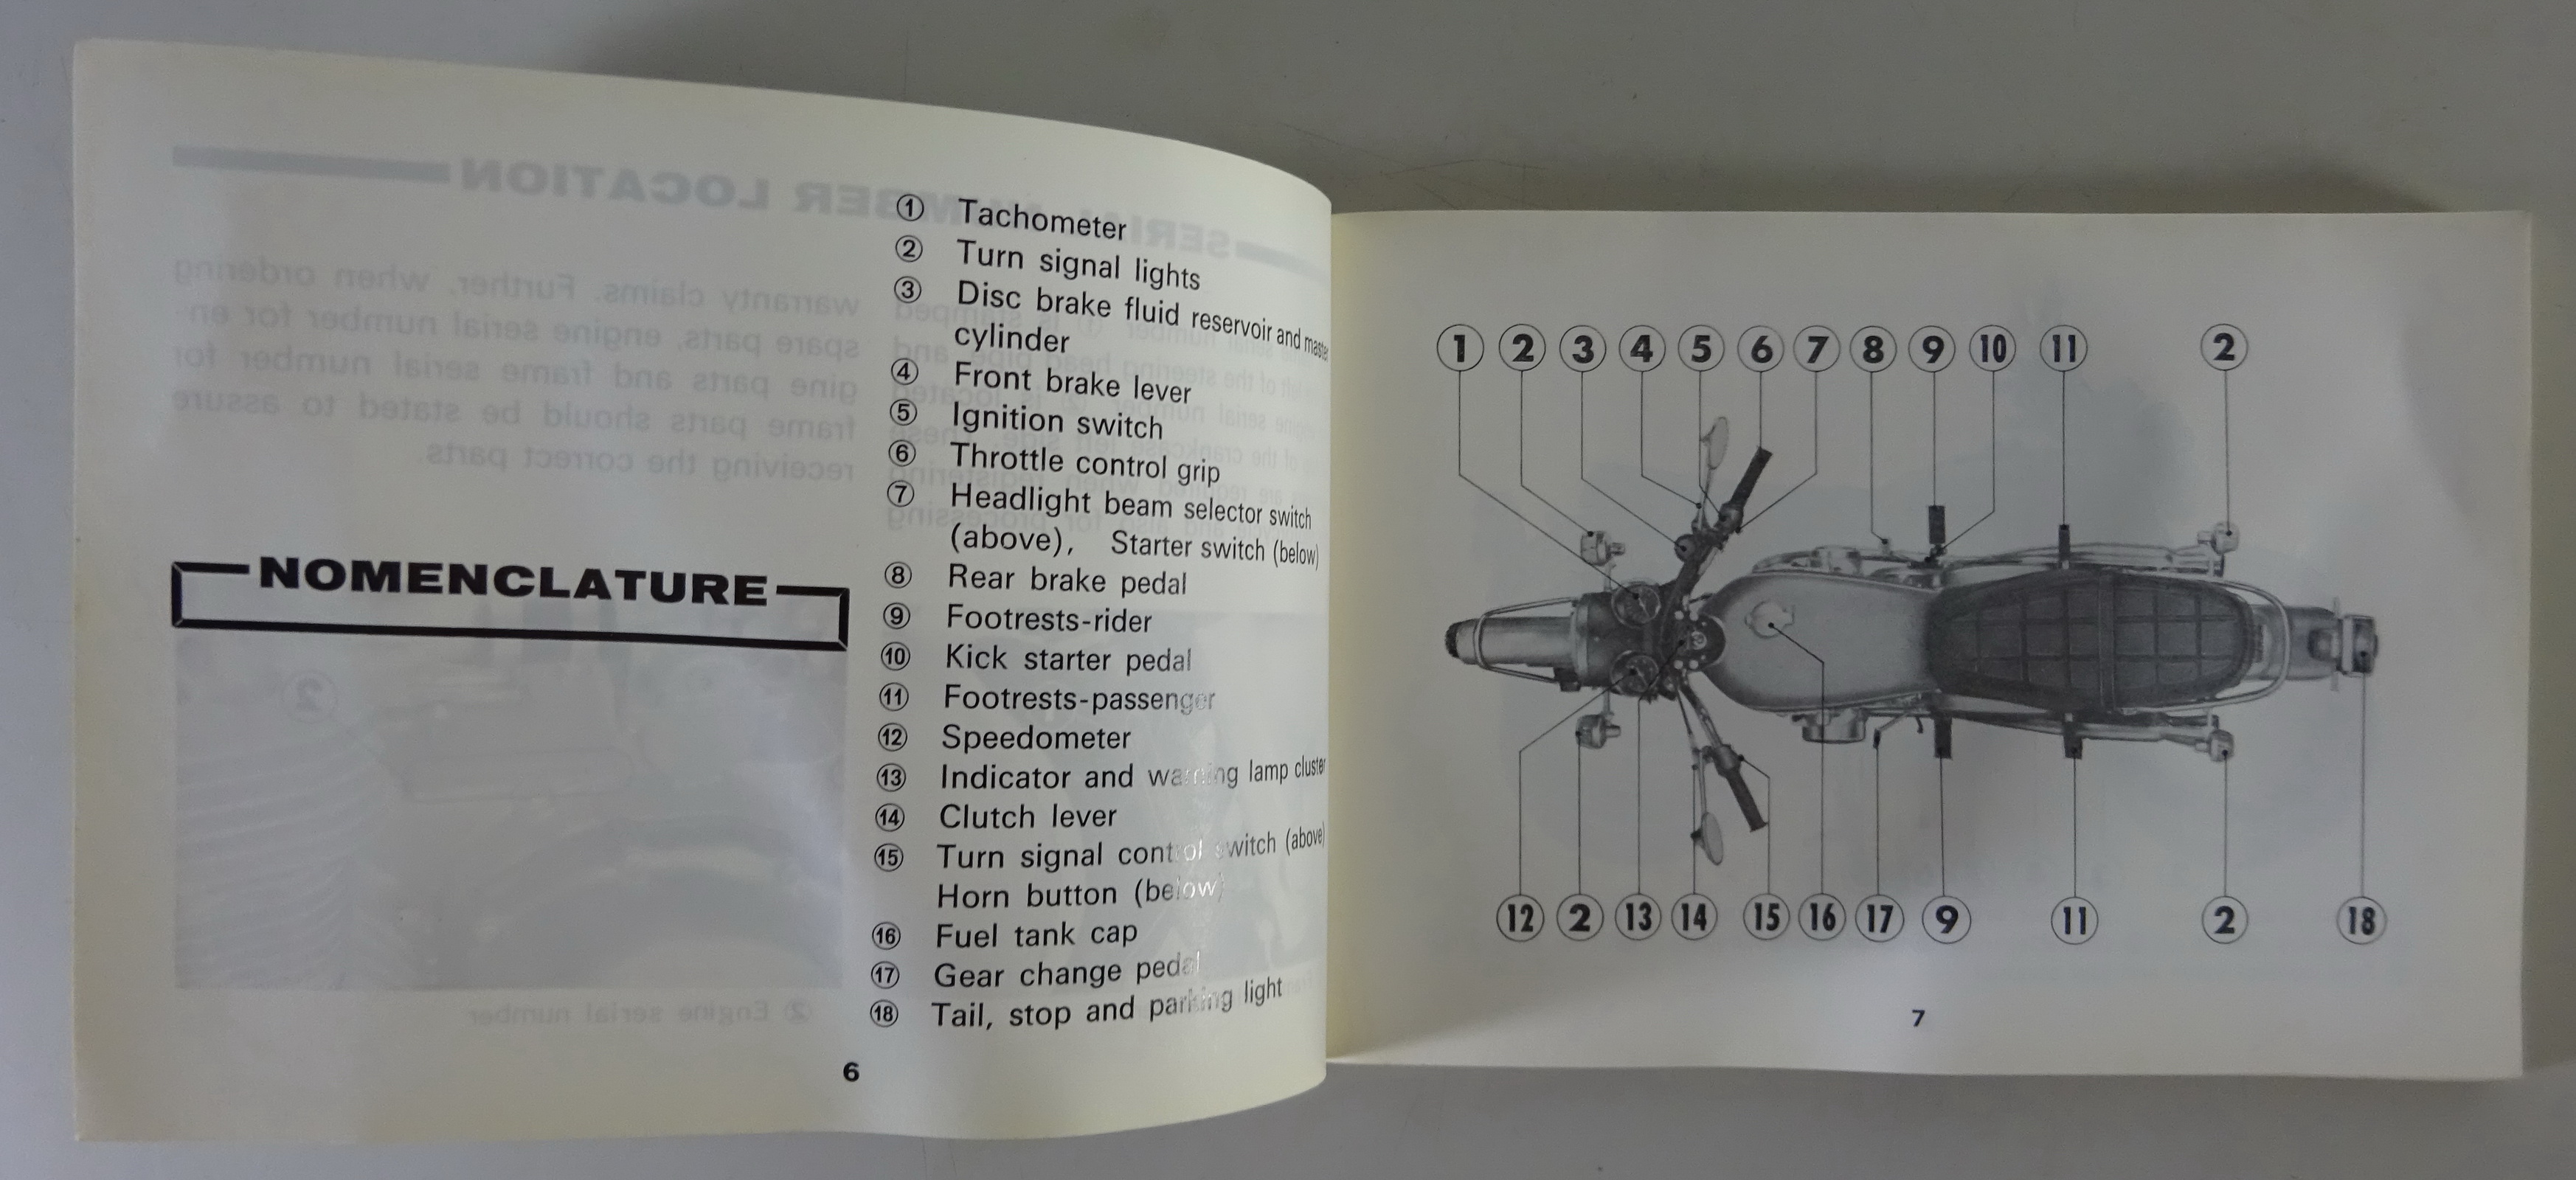 NOMENCLATURE
① Tachometer
② Turn signal lights
③ Disc brake fluid reservoir and master
cylinder
④ Front brake lever
⑤ Ignition switch
⑥ Throttle control grip
⑦ Headlight beam selector switch
(above), Starter switch (below)
⑧ Rear brake pedal
⑨ Footrests-rider
⑩ Kick starter pedal
⑪ Footrests-passenger
⑫ Speedometer
⑬ Indicator and warning lamp cluster
⑭ Clutch lever
⑮ Turn signal control switch (above)
Horn button (below)
⑯ Fuel tank cap
⑰ Gear change pedal
⑱ Tail, stop and parking light
6
① ② ③ ④ ⑤ ⑥ ⑦ ⑧ ⑨ ⑩ ⑪ ②
⑫ ② ⑬ ⑭ ⑮ ⑯ ⑰ ⑨ ⑪ ② ⑱
7